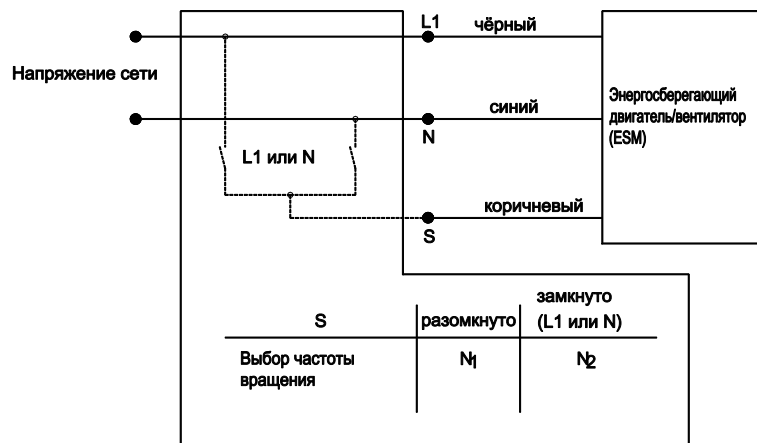 L1
чёрный
Напряжение сети
Энергосберегающий
двигатель/вентилятор
(ESM)
синий
N
L1 или N
коричневый
S
S
разомкнуто
замкнуто
(L1 или N)
Выбор частоты
вращения
N1
N2